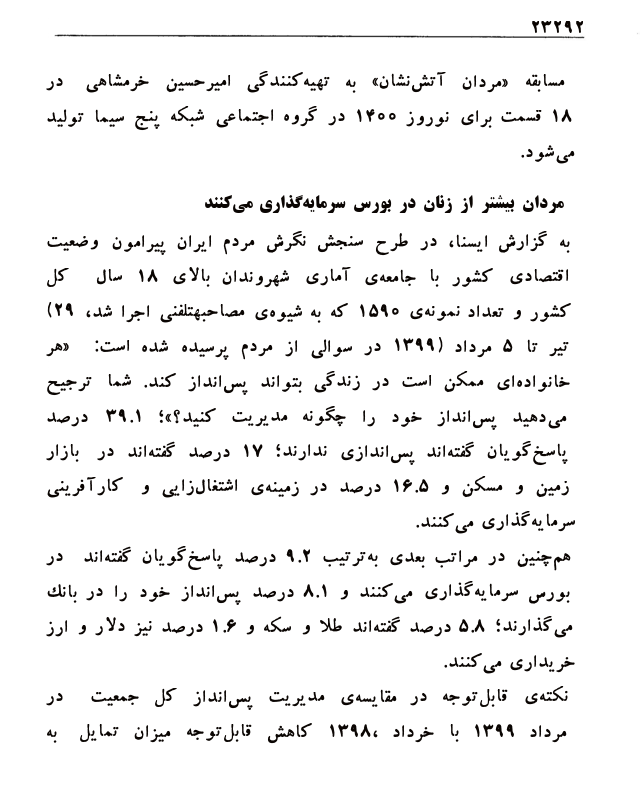 ۲۳۲۹۲
مسابقه «مردان آتش‌نشان» به تهیه‌کنندگی امیرحسین خرمشاهی در
۱۸ قسمت برای نوروز ۱۴۰۰ در گروه اجتماعی شبکه پنج سیما تولید
می‌شود.
مردان بیشتر از زنان در بورس سرمایه‌گذاری می‌کنند
به گزارش ایسنا، در طرح سنجش نگرش مردم ایران پیرامون وضعیت
اقتصادی کشور با جامعه‌ی آماری شهروندان بالای ۱۸ سال کل
کشور و تعداد نمونه‌ی ۱۵۹۰ که به شیوه‌ی مصاحبه‌تلفنی اجرا شد، ۲۹)
تیر تا ۵ مرداد (۱۳۹۹ در سوالی از مردم پرسیده شده است: «هر
خانواده‌ای ممکن است در زندگی بتواند پس‌انداز کند. شما ترجیح
می‌دهید پس‌انداز خود را چگونه مدیریت کنید؟»؛ ۳۹.۱ درصد
پاسخ‌گویان گفته‌اند پس‌اندازی ندارند؛ ۱۷ درصد گفته‌اند در بازار
زمین و مسکن و ۱۶.۵ درصد در زمینه‌ی اشتغال‌زایی و کارآفرینی
سرمایه‌گذاری می‌کنند.
هم‌چنین در مراتب بعدی به‌ترتیب ۹.۲ درصد پاسخ‌گویان گفته‌اند در
بورس سرمایه‌گذاری می‌کنند و ۸.۱ درصد پس‌انداز خود را در بانك
می‌گذارند؛ ۵.۸ درصد گفته‌اند طلا و سکه و ۱.۶ درصد نیز دلار و ارز
خریداری می‌کنند.
نکته‌ی قابل‌توجه در مقایسه‌ی مدیریت پس‌انداز کل جمعیت در
مرداد ۱۳۹۹ با خرداد ،۱۳۹۸ کاهش قابل‌توجه میزان تمایل به